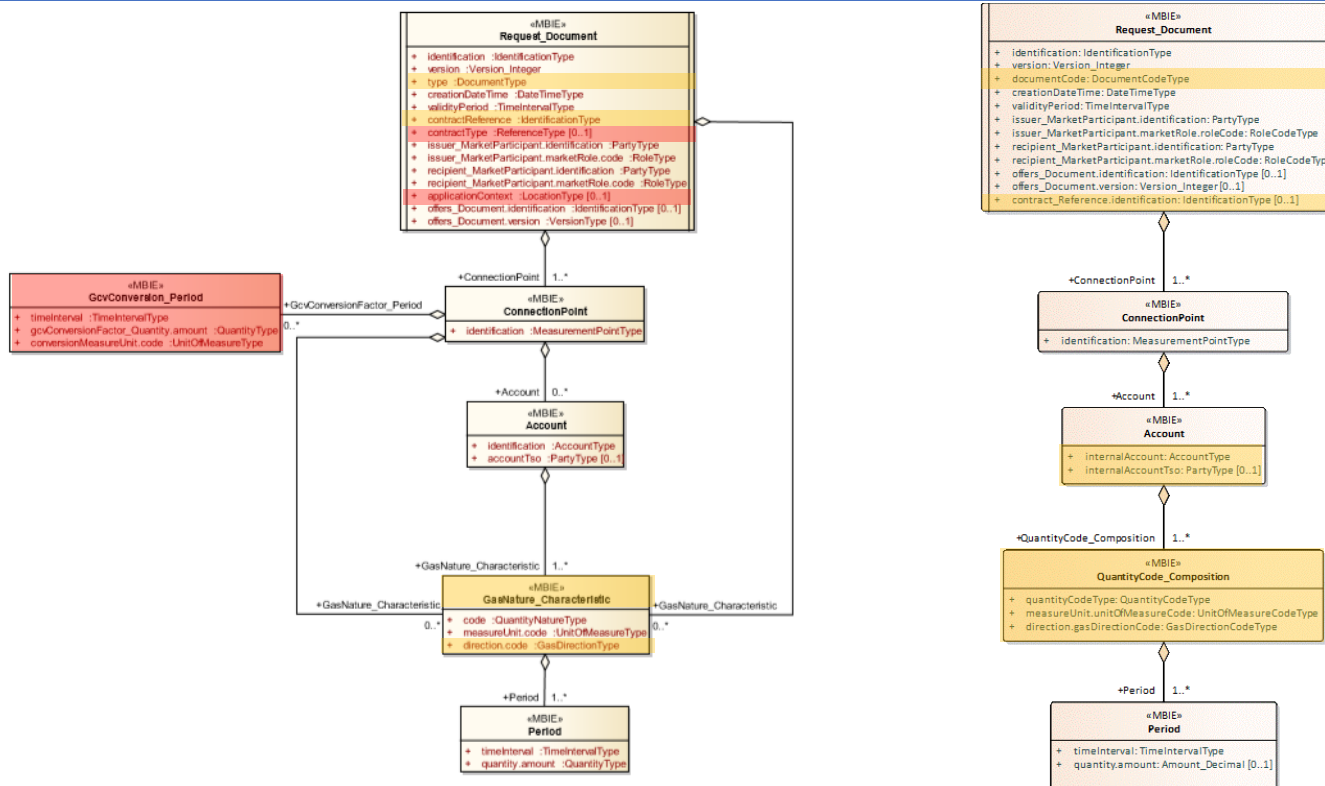 «MBIE»
Request_Document
+ identification :IdentificationType
+ version :Version_Integer
+ type :DocumentType
+ creationDateTime :DateTimeType
+ validityPeriod :TimeIntervalType
+ contractReference :IdentificationType
+ contractType :ReferenceType [0..1]
+ issuer_MarketParticipant.identification :PartyType
+ issuer_MarketParticipant.marketRole.code :RoleType
+ recipient_MarketParticipant.identification :PartyType
+ recipient_MarketParticipant.marketRole.code :RoleType
+ applicationContext :LocationType [0..1]
+ offers_Document.identification :IdentificationType [0..1]
+ offers_Document.version :VersionType [0..1]
+ConnectionPoint 1..*
«MBIE»
GcvConversion_Period
+ timeInterval :TimeIntervalType
+ gcvConversionFactor_Quantity.amount :QuantityType
+ conversionMeasureUnit.code :UnitOfMeasureType
+GcvConversionFactor_Period
0..*
«MBIE»
ConnectionPoint
+ identification :MeasurementPointType
+Account 0..*
«MBIE»
Account
+ identification :AccountType
+ accountTso :PartyType [0..1]
+GasNature_Characteristic 1..*
+GasNature_Characteristic
0..*
+GasNature_Characteristic
0..*
«MBIE»
GasNature_Characteristic
+ code :QuantityNatureType
+ measureUnit.code :UnitOfMeasureType
+ direction.code :GasDirectionType
+Period 1..*
«MBIE»
Period
+ timeInterval :TimeIntervalType
+ quantity.amount :QuantityType
«MBIE»
Request_Document
+ identification: IdentificationType
+ version: Version_Integer
+ documentCode: DocumentCodeType
+ creationDateTime: DateTimeType
+ validityPeriod: TimeIntervalType
+ issuer_MarketParticipant.identification: PartyType
+ issuer_MarketParticipant.marketRole.roleCode: RoleCodeType
+ recipient_MarketParticipant.identification: PartyType
+ recipient_MarketParticipant.marketRole.roleCode: RoleCodeTyp
+ offers_Document.identification: IdentificationType [0..1]
+ offers_Document.version: Version_Integer [0..1]
+ contract_Reference.identification: IdentificationType [0..1]
+ConnectionPoint 1..*
«MBIE»
ConnectionPoint
+ identification: MeasurementPointType
+Account 1..*
«MBIE»
Account
+ internalAccount: AccountType
+ internalAccountTso: PartyType [0..1]
+QuantityCode_Composition 1..*
«MBIE»
QuantityCode_Composition
+ quantityCodeType: QuantityCodeType
+ measureUnit.unitOfMeasureCode: UnitOfMeasureCodeType
+ direction.gasDirectionCode: GasDirectionCodeType
+Period 1..*
«MBIE»
Period
+ timeInterval: TimeIntervalType
+ quantity.amount: Amount_Decimal [0..1]